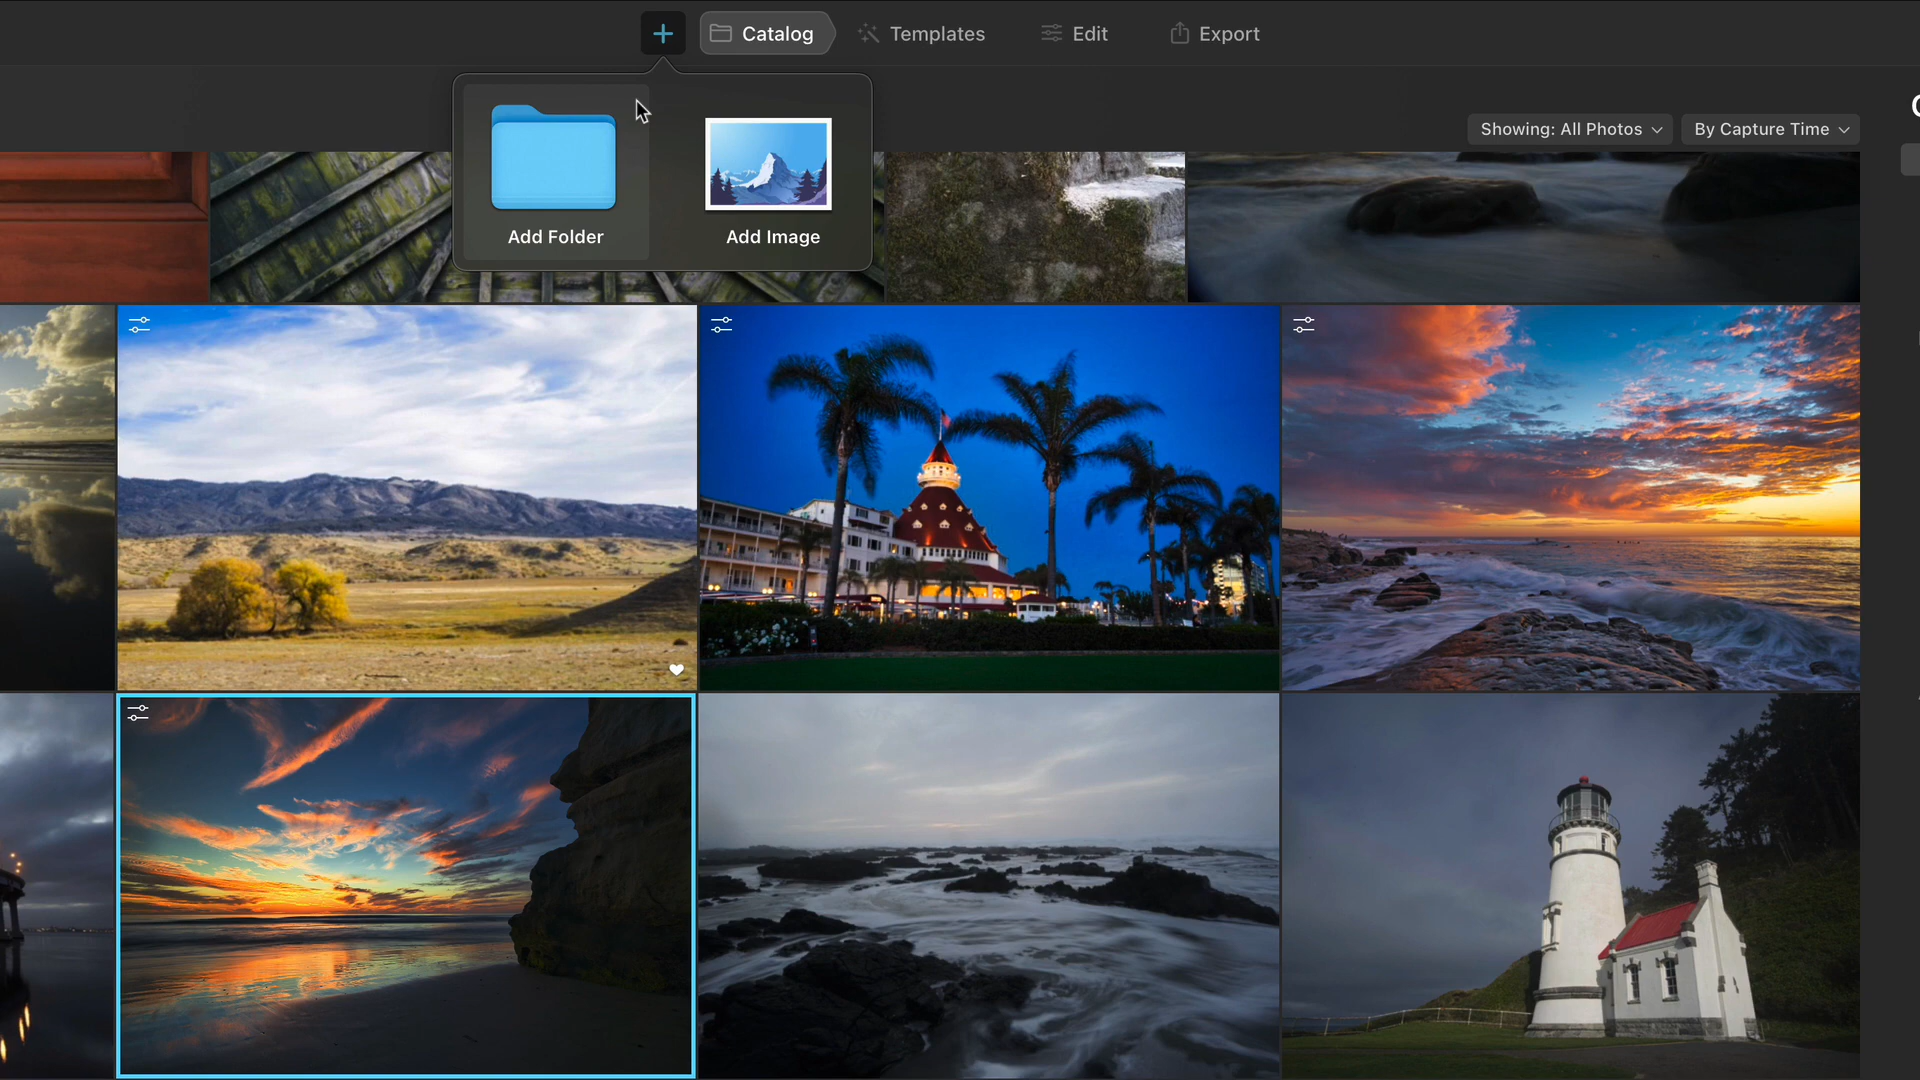 Catalog
Templates
Edit
Export
Add Folder
Add Image
Showing: All Photos
By Capture Time